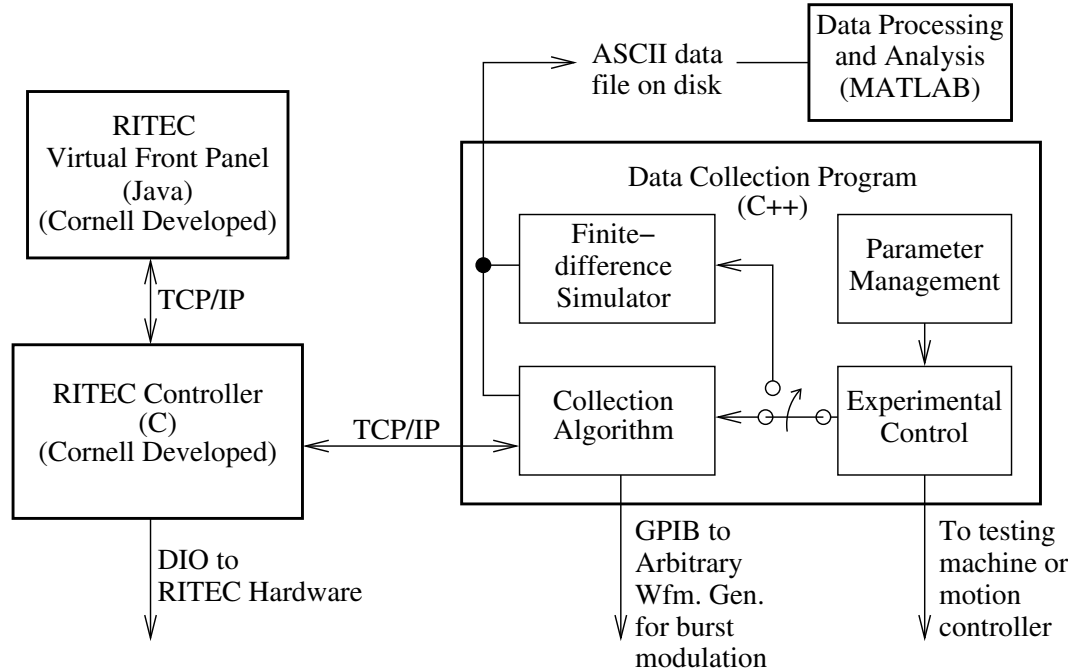 Data Processing
and Analysis
(MATLAB)
ASCII data
file on disk
RITEC
Virtual Front Panel
(Java)
(Cornell Developed)
TCP/IP
RITEC Controller
(C)
(Cornell Developed)
TCP/IP
DIO to
RITEC Hardware
Data Collection Program
(C++)
Finite−
difference
Simulator
Parameter
Management
Collection
Algorithm
Experimental
Control
GPIB to
Arbitrary
Wfm. Gen.
for burst
modulation
To testing
machine or
motion
controller